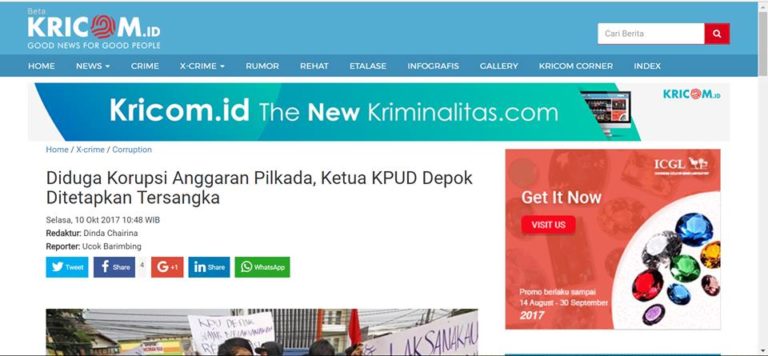 Beta
KRICOM.ID
GOOD NEWS FOR GOOD PEOPLE
Cari Berita
HOME NEWS CRIME X-CRIME RUMOR REHAT ETALASE INFOGRAFIS GALLERY KRICOM CORNER INDEX
Kricom.id The New Kriminalitas.com
KRICOM.ID
Home / X-crime / Corruption
Diduga Korupsi Anggaran Pilkada, Ketua KPUD Depok
Ditetapkan Tersangka
Selasa, 10 Okt 2017 10:48 WIB
Redaktur: Dinda Chairina
Reporter: Ucok Barimbing
Tweet
Share
4
+1
Share
WhatsApp
ICGL
Get It Now
VISIT US
Promo berlaku sampai
14 August - 30 September
2017
KPU DEPOK
LAKSANAKAN